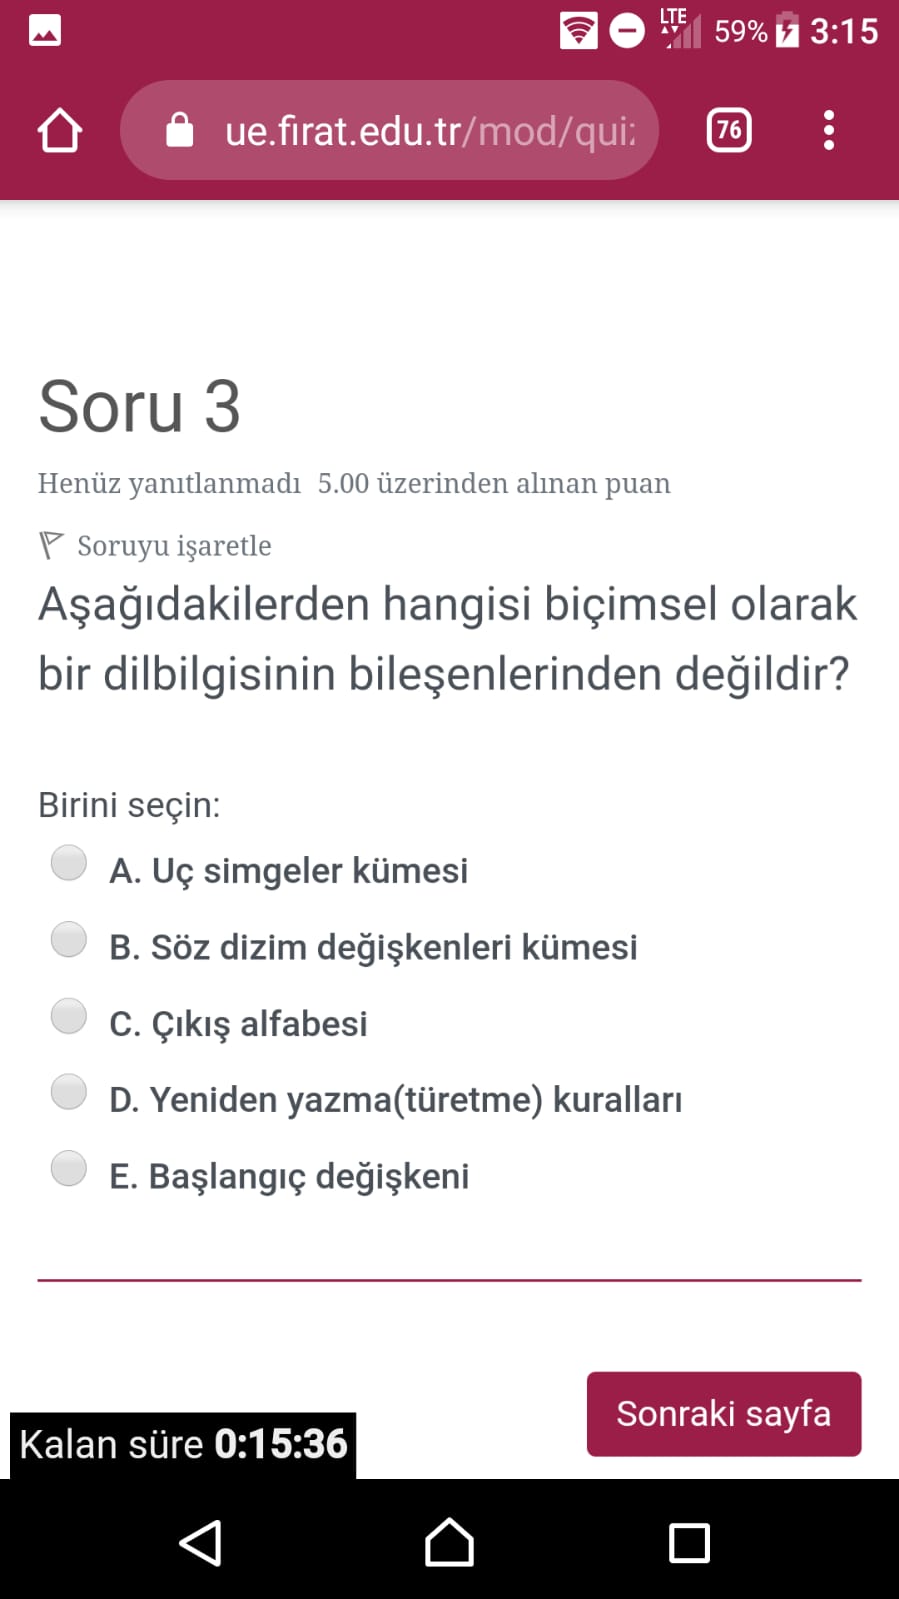 LTE 59% 3:15
ue.firat.edu.tr/mod/qui
76
Soru 3
Henüz yanıtlanmadı 5.00 üzerinden alınan puan
Soruyu işaretle
Aşağıdakilerden hangisi biçimsel olarak
bir dilbilgisinin bileşenlerinden değildir?
Birini seçin:
A. Uç simgeler kümesi
B. Söz dizim değişkenleri kümesi
C. Çıkış alfabesi
D. Yeniden yazma(türetme) kuralları
E. Başlangıç değişkeni
Sonraki sayfa
Kalan süre 0:15:36